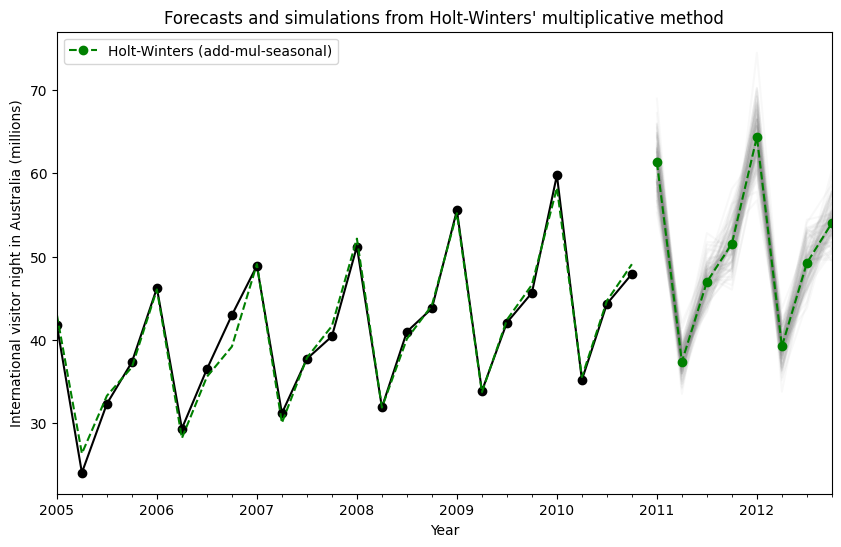 Forecasts and simulations from Holt-Winters' multiplicative method
Holt-Winters (add-mul-seasonal)
International visitor night in Australia (millions)
70
60
50
40
30
2005 2006 2007 2008 2009 2010 2011 2012
Year